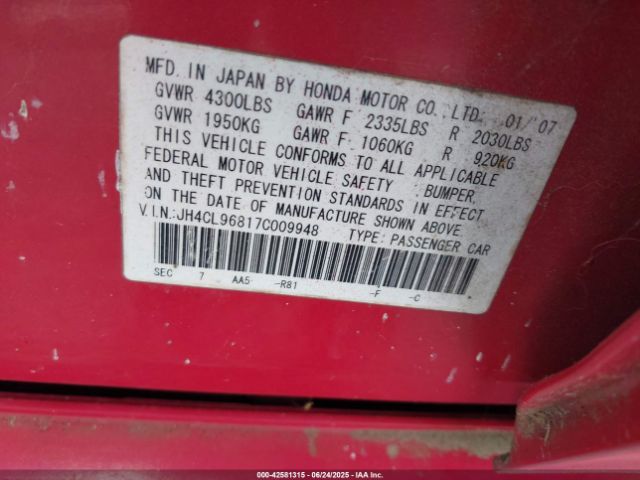 MFD. IN JAPAN BY HONDA MOTOR CO., LTD. 01/'07
GVWR 4300LBS GAWR F 2335LBS R 2030LBS
GVWR 1950KG GAWR F 1060KG R 920KG
THIS VEHICLE CONFORMS TO ALL APPLICABLE
FEDERAL MOTOR VEHICLE SAFETY, BUMPER,
AND THEFT PREVENTION STANDARDS IN EFFECT
ON THE DATE OF MANUFACTURE SHOWN ABOVE.
V.I.N.:JH4CL96817C009948 TYPE:PASSENGER CAR
SEC 7 AA5 -R81 -F -C
000-42581315 | 06/24/2025 | IAA Inc.